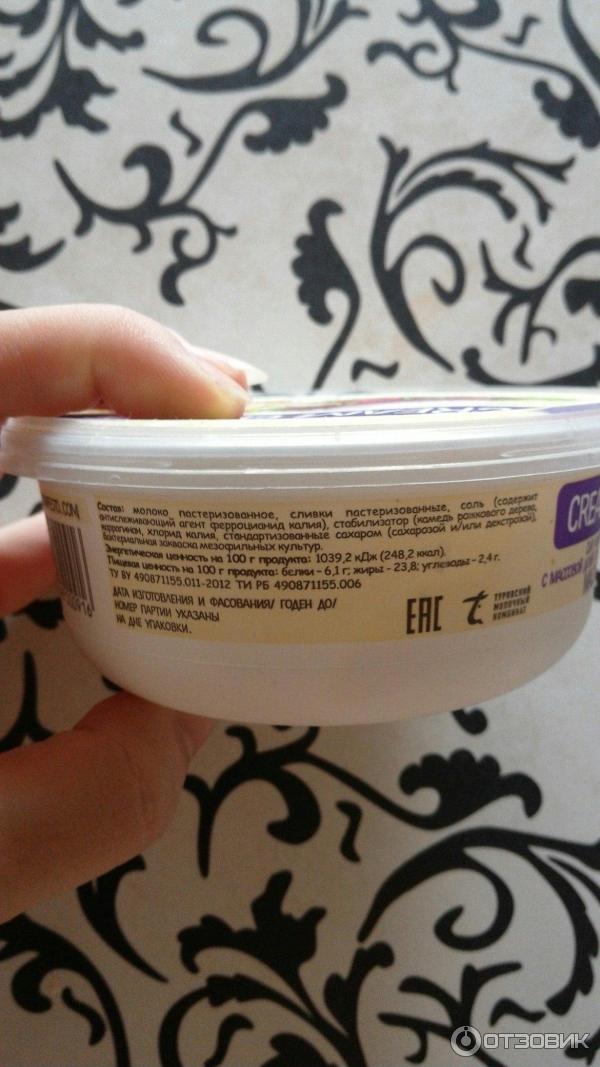 Состав: молоко пастеризованное, сливки пастеризованные, соль (содержит
антислеживающий агент ферроцианид калия), стабилизатор (камедь рожкового дерева,
каррагинан, хлорид калия, стандартизованные сахаром (сахарозой и/или декстрозой),
бактериальная закваска мезофильных культур.
Энергетическая ценность на 100 г продукта: 1039,2 кДж (248,2 ккал).
Пищевая ценность на 100 г продукта: белки - 6,1 г; жиры - 23,8; углеводы - 2,4 г.
ТУ BY 490871155.011-2012 ТИ РБ 490871155.006
ДАТА ИЗГОТОВЛЕНИЯ И ФАСОВАНИЯ/ ГОДЕН ДО/
НОМЕР ПАРТИИ УКАЗАНЫ
НА ДНЕ УПАКОВКИ.
ЕАС
ТУРОВСКИЙ
МОЛОЧНЫЙ
КОМБИНАТ
CREA
С МАССОВОЙ
ОТЗОВИК